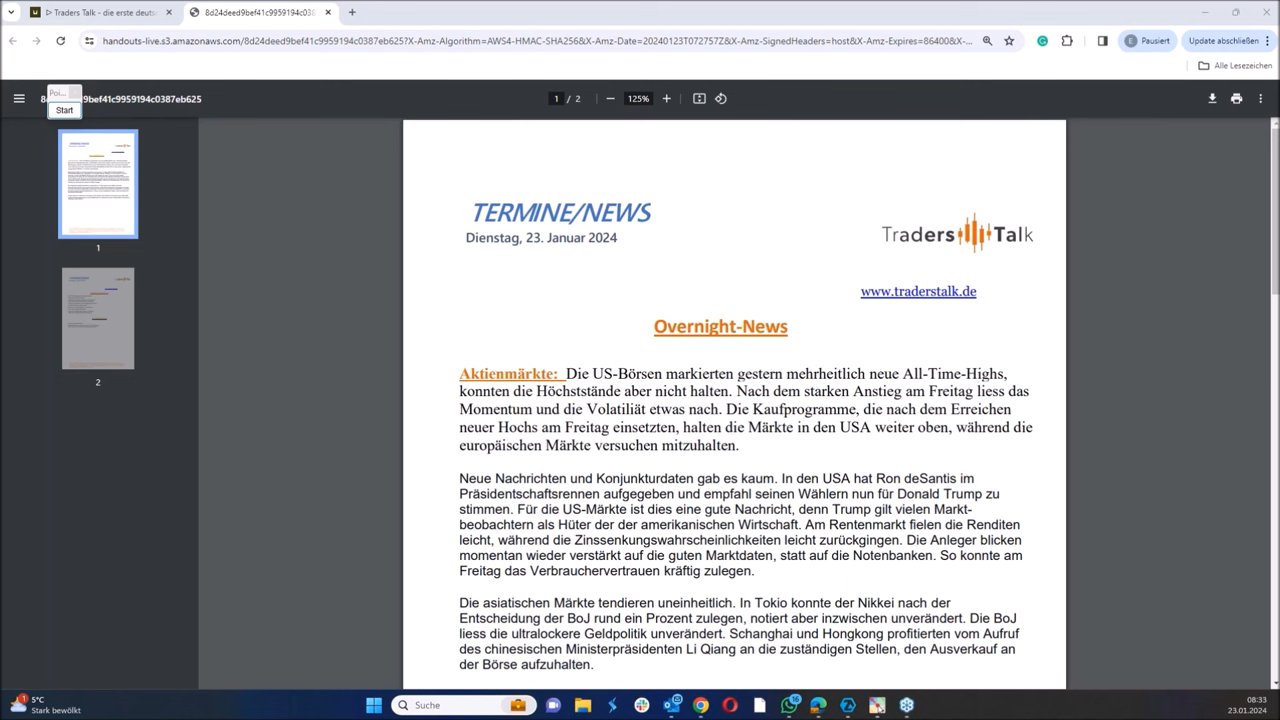 Traders Talk - die erste deuts
8d24deed9bef41c9959194c038
handouts-live.s3.amazonaws.com/8d24deed9bef41c9959194c0387eb625?X-Amz-Algorithm=AWS4-HMAC-SHA256&X-Amz-Date=20240123T072757Z&X-Amz-SignedHeaders=host&X-Amz-Expires=86400&X-...
E Pausiert
Update abschließen
Alle Lesezeichen
Poi...
Start
8 9bef41c9959194c0387eb625
1 / 2
125%
1
2
TERMINE/NEWS
Dienstag, 23. Januar 2024
Traders Talk
www.traderstalk.de
Overnight-News
Aktienmärkte: Die US-Börsen markierten gestern mehrheitlich neue All-Time-Highs,
konnten die Höchststände aber nicht halten. Nach dem starken Anstieg am Freitag liess das
Momentum und die Volatiliät etwas nach. Die Kaufprogramme, die nach dem Erreichen
neuer Hochs am Freitag einsetzten, halten die Märkte in den USA weiter oben, während die
europäischen Märkte versuchen mitzuhalten.
Neue Nachrichten und Konjunkturdaten gab es kaum. In den USA hat Ron deSantis im
Präsidentschaftsrennen aufgegeben und empfahl seinen Wählern nun für Donald Trump zu
stimmen. Für die US-Märkte ist dies eine gute Nachricht, denn Trump gilt vielen Markt-
beobachtern als Hüter der der amerikanischen Wirtschaft. Am Rentenmarkt fielen die Renditen
leicht, während die Zinssenkungswahrscheinlichkeiten leicht zurückgingen. Die Anleger blicken
momentan wieder verstärkt auf die guten Marktdaten, statt auf die Notenbanken. So konnte am
Freitag das Verbrauchervertrauen kräftig zulegen.
Die asiatischen Märkte tendieren uneinheitlich. In Tokio konnte der Nikkei nach der
Entscheidung der BoJ rund ein Prozent zulegen, notiert aber inzwischen unverändert. Die BoJ
liess die ultralockere Geldpolitik unverändert. Schanghai und Hongkong profitierten vom Aufruf
des chinesischen Ministerpräsidenten Li Qiang an die zuständigen Stellen, den Ausverkauf an
der Börse aufzuhalten.
5°C
Stark bewölkt
Suche
08:33
23.01.2024